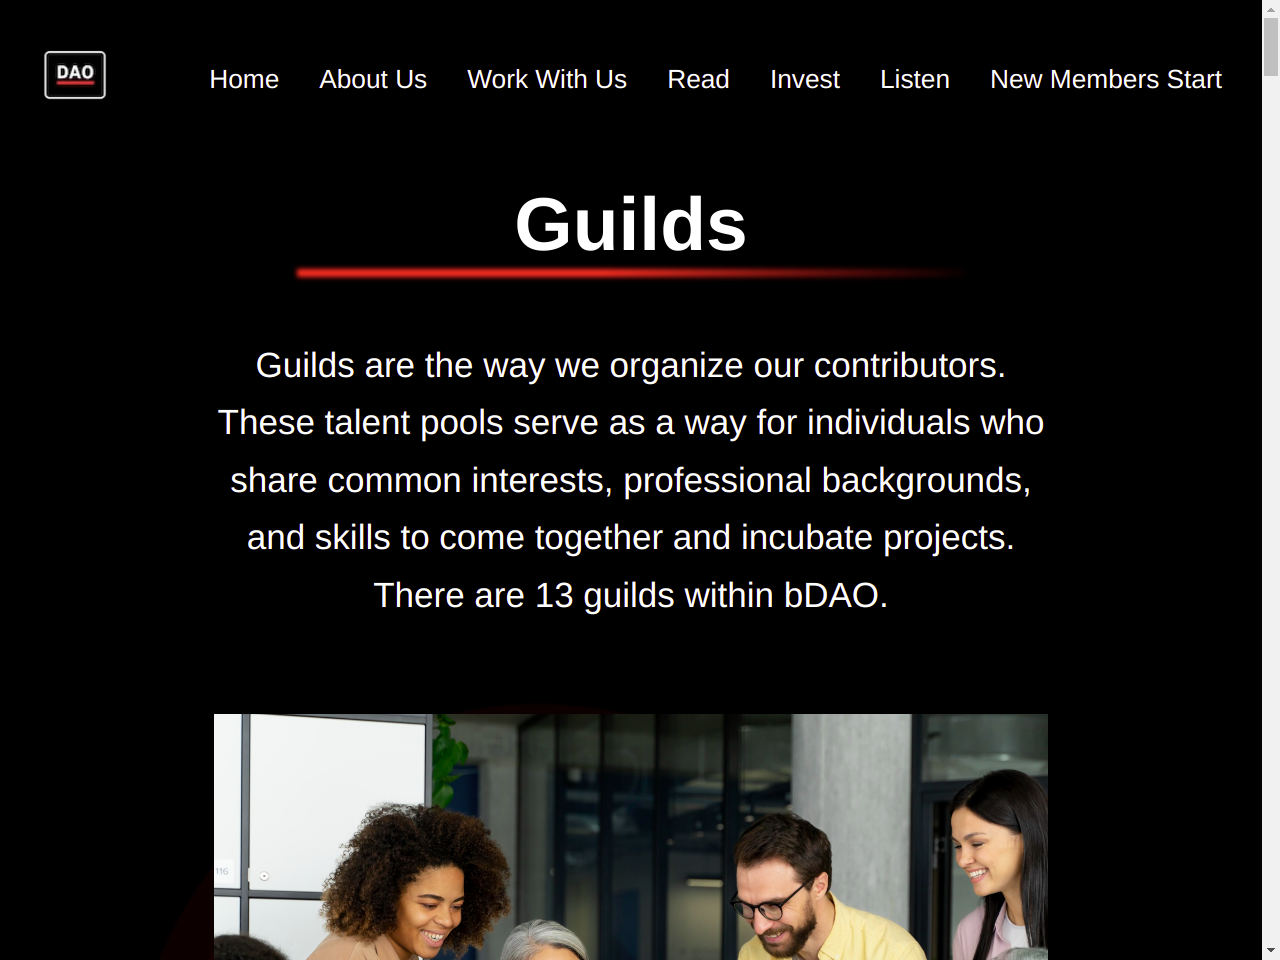 DAO
Home
About Us
Work With Us
Read
Invest
Listen
New Members Start
Guilds
Guilds are the way we organize our contributors.
These talent pools serve as a way for individuals who
share common interests, professional backgrounds,
and skills to come together and incubate projects.
There are 13 guilds within bDAO.
116